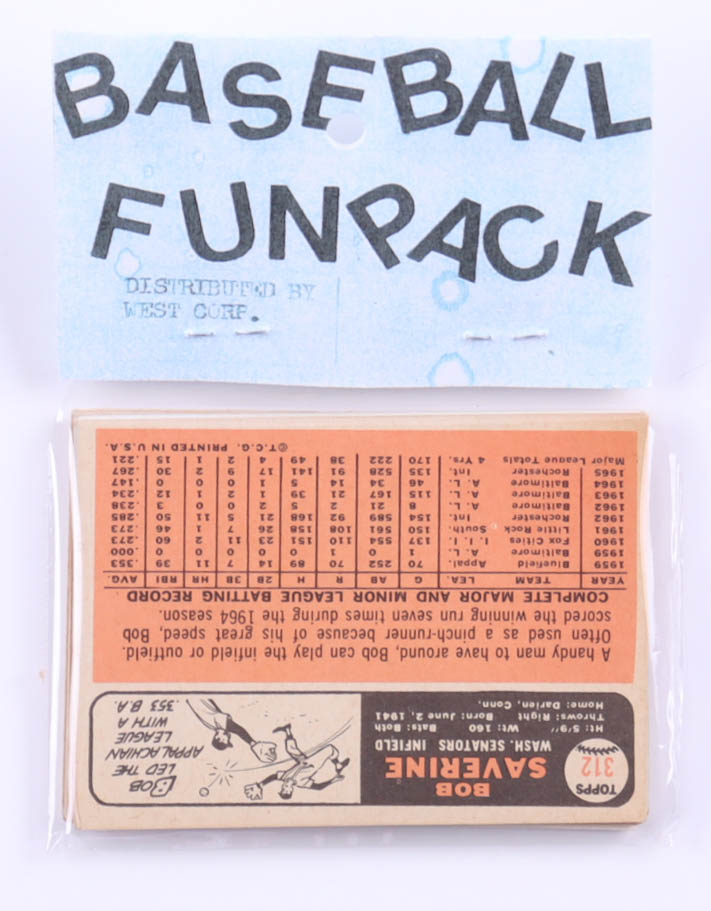 BASEBALL
FUNPACK
DISTRIBUTED BY
WEST CORP.
TOPPS
312
BOB
SAVERINE
WASH. SENATORS INFIELD
Ht: 5'9" Wt: 160 Bats: Both
Throws: Right Born: June 2, 1941
Home: Darien, Conn.
BOB
LED THE
APPALACHIAN
LEAGUE
WITH A
.353 B.A.
A handy man to have around, Bob can play the infield or outfield.
Often used as a pinch-runner because of his great speed, Bob
scored the winning run seven times during the 1964 season.
COMPLETE MAJOR AND MINOR LEAGUE BATTING RECORD
YEAR TEAM LEA. G AB R H 2B 3B HR RBI AVG.
1959 Bluefield 70 252 70 89 14 7 11 39 .353
1959 Baltimore A. L. 1 0 0 0 0 0 0 0 .000
1960 Fox Cities I. I. I. 137 554 110 151 23 11 2 60 .273
1961 Little Rock South. 150 561 108 158 26 7 1 46 .273
1962 Rochester Int. 154 589 92 168 21 5 11 50 .285
1962 Baltimore A. L. 8 21 2 5 2 0 0 3 .238
1963 Baltimore A. L. 115 167 21 39 1 2 1 12 .234
1964 Baltimore A. L. 46 34 14 5 1 0 0 0 .147
1965 Rochester Int. 135 528 91 141 17 9 2 30 .267
Major League Totals 4 Yrs. 170 222 38 49 4 2 1 15 .221
©T.C.G. PRINTED IN U.S.A.